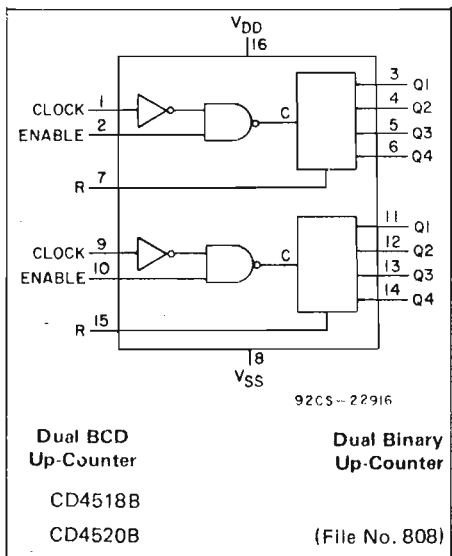 VDD
16
CLOCK 1
ENABLE 2
R 7
C
3 Q1
4 Q2
5 Q3
6 Q4
CLOCK 9
ENABLE 10
R 15
C
11 Q1
12 Q2
13 Q3
14 Q4
8
VSS
92CS-22916
Dual BCD Dual Binary
Up-Counter Up-Counter
CD4518B
CD4520B (File No. 808)